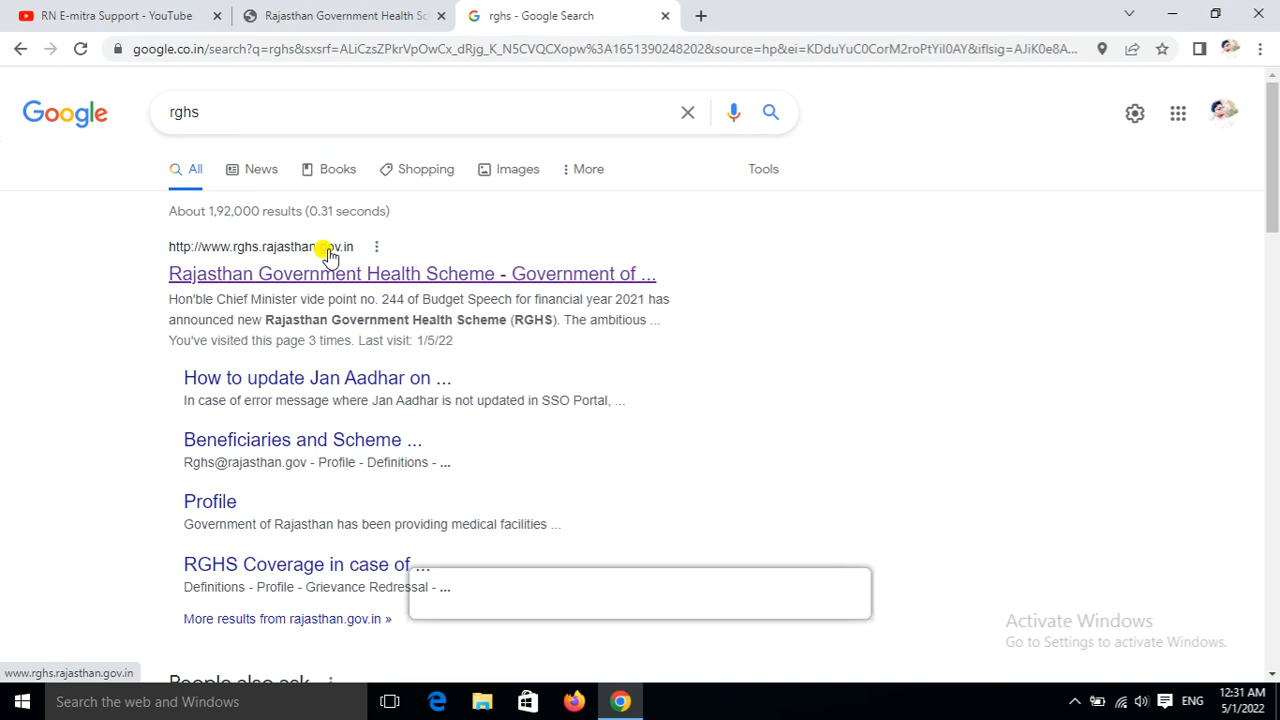 RN E-mitra Support - YouTube
Rajasthan Government Health Sc
rghs - Google Search
google.co.in/search?q=rghs&sxsrf=ALiCzsZPkrVpOwCx_dRjg_K_N5CVQCXopw%3A1651390248202&source=hp&ei=KDduYuC0CorM2roPtYil0AY&iflsig=AJiK0e8A...
Google
rghs
All
News
Books
Shopping
Images
More
Tools
About 1,92,000 results (0.31 seconds)
http://www.rghs.rajasthan.gov.in
Rajasthan Government Health Scheme - Government of ...
Hon'ble Chief Minister vide point no. 244 of Budget Speech for financial year 2021 has
announced new Rajasthan Government Health Scheme (RGHS). The ambitious ...
You've visited this page 3 times. Last visit: 1/5/22
How to update Jan Aadhar on ...
In case of error message where Jan Aadhar is not updated in SSO Portal, ...
Beneficiaries and Scheme ...
Rghs@rajasthan.gov - Profile - Definitions - ...
Profile
Government of Rajasthan has been providing medical facilities ...
RGHS Coverage in case of ...
Definitions - Profile - Grievance Redressal - ...
More results from rajasthan.gov.in »
Activate Windows
Go to Settings to activate Windows.
www.rghs.rajasthan.gov.in
People also ask
Search the web and Windows
ENG
12:31 AM
5/1/2022